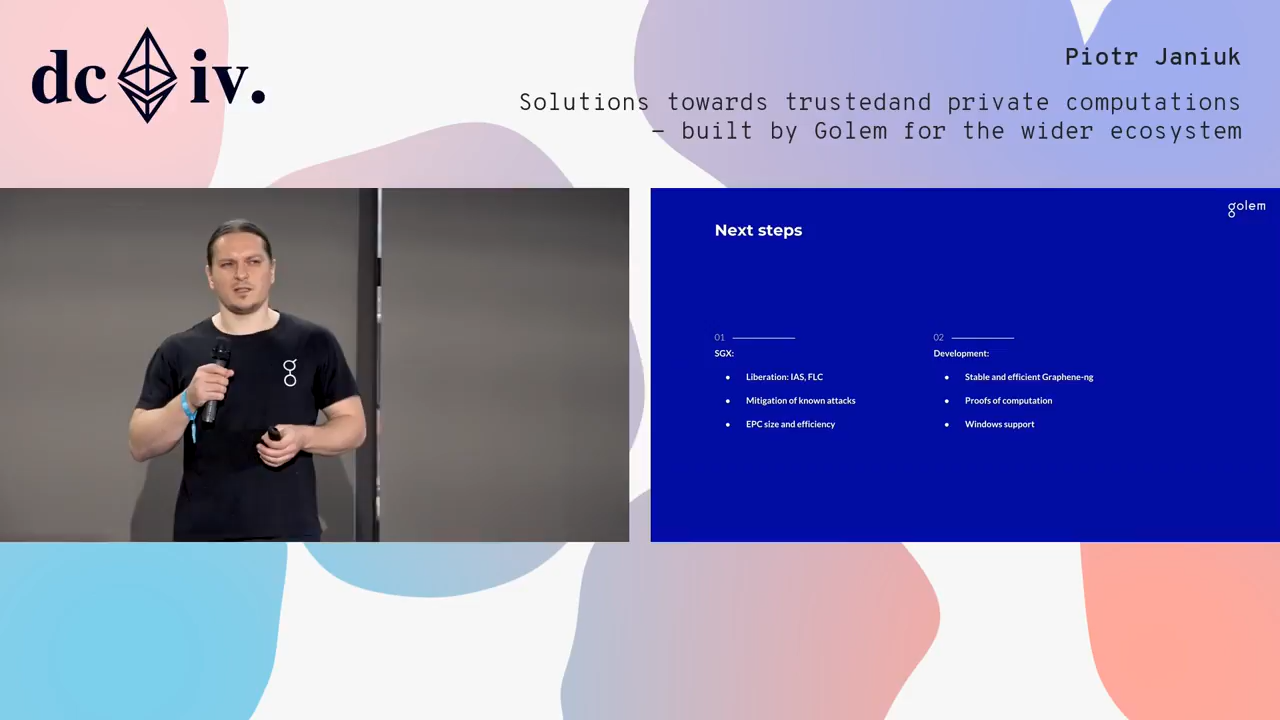 dc iv.
Piotr Janiuk
Solutions towards trustedand private computations
– built by Golem for the wider ecosystem
golem
Next steps
01
SGX:
• Liberation: IAS, FLC
• Mitigation of known attacks
• EPC size and efficiency
02
Development:
• Stable and efficient Graphene-ng
• Proofs of computation
• Windows support